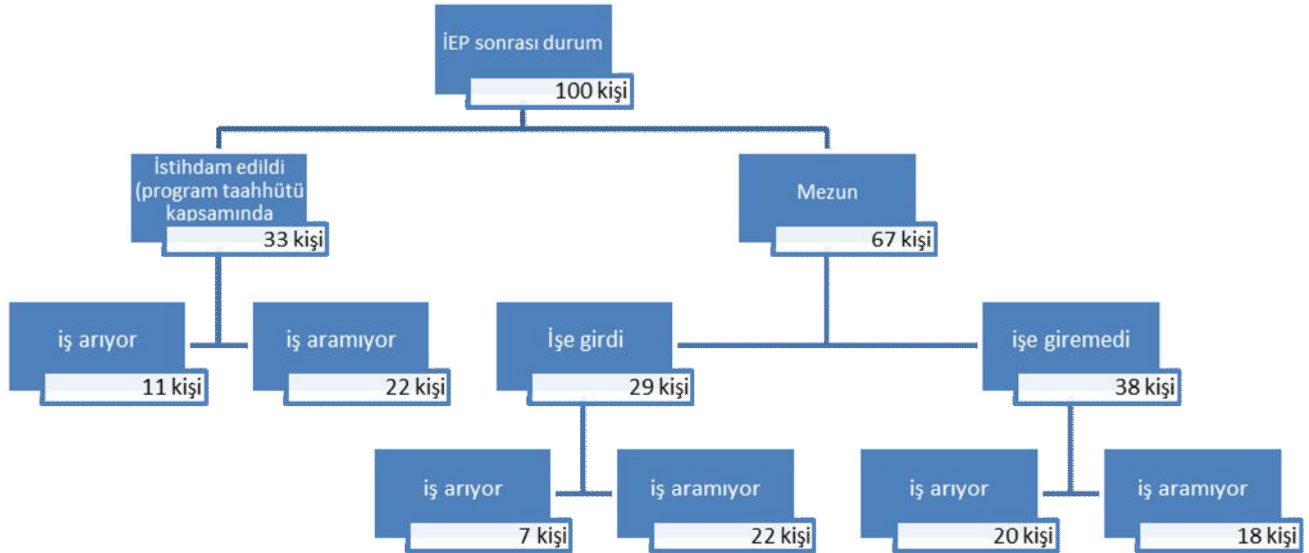 İEP sonrası durum
100 kişi
İstihdam edildi
(program taahhütü
kapsamında
33 kişi
Mezun
67 kişi
iş arıyor
11 kişi
iş aramıyor
22 kişi
İşe girdi
29 kişi
işe giremedi
38 kişi
iş arıyor
7 kişi
iş aramıyor
22 kişi
iş arıyor
20 kişi
iş aramıyor
18 kişi